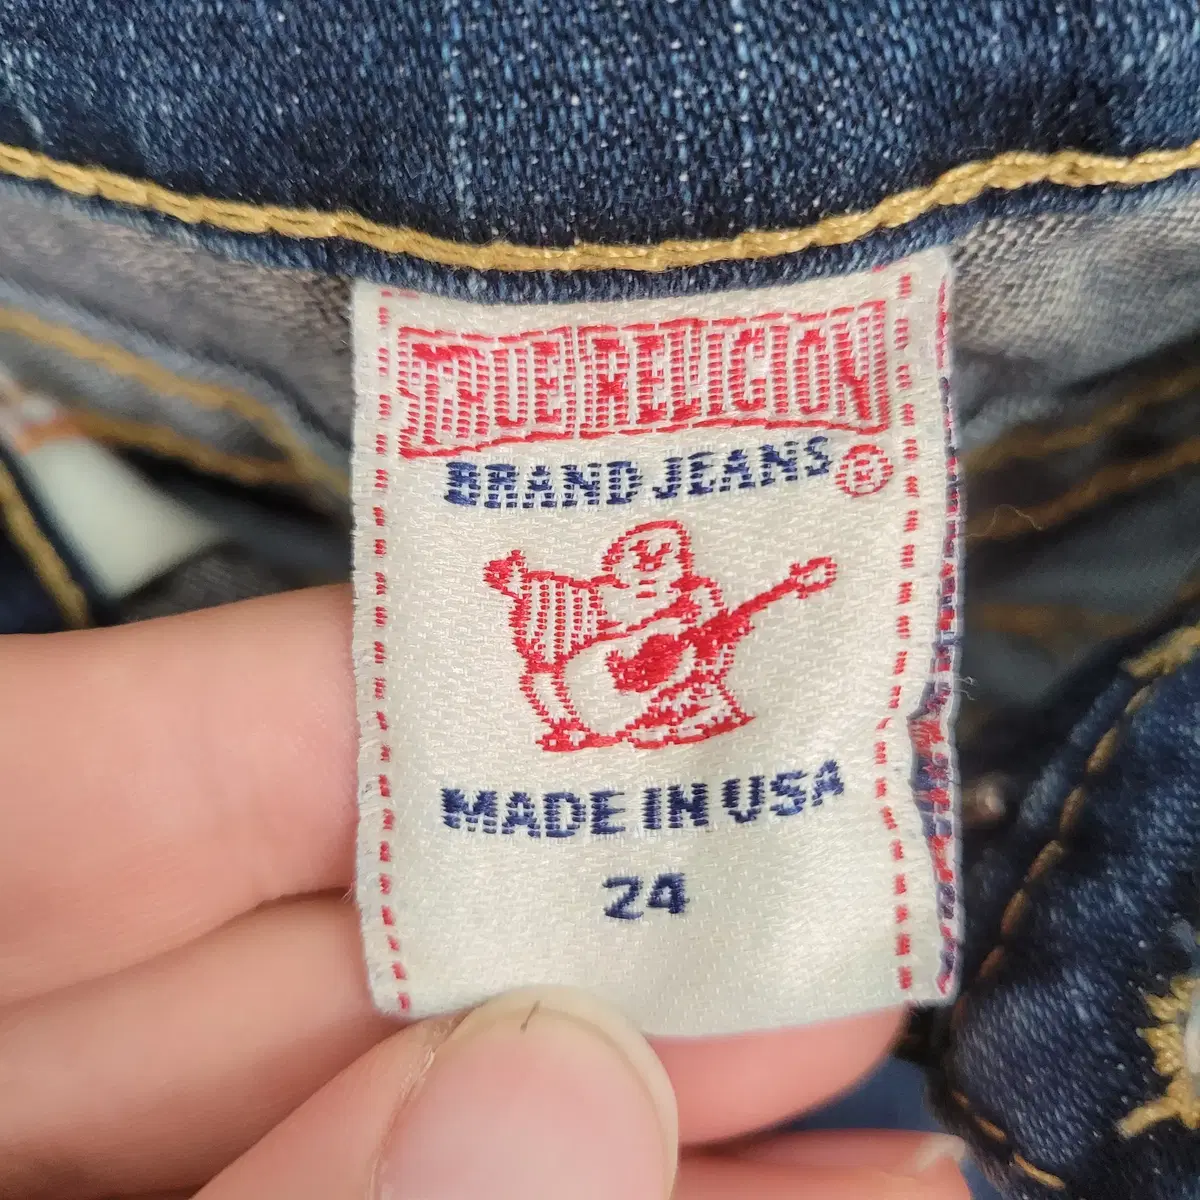 TRUE RELIGION
BRAND JEANS®
MADE IN USA
24